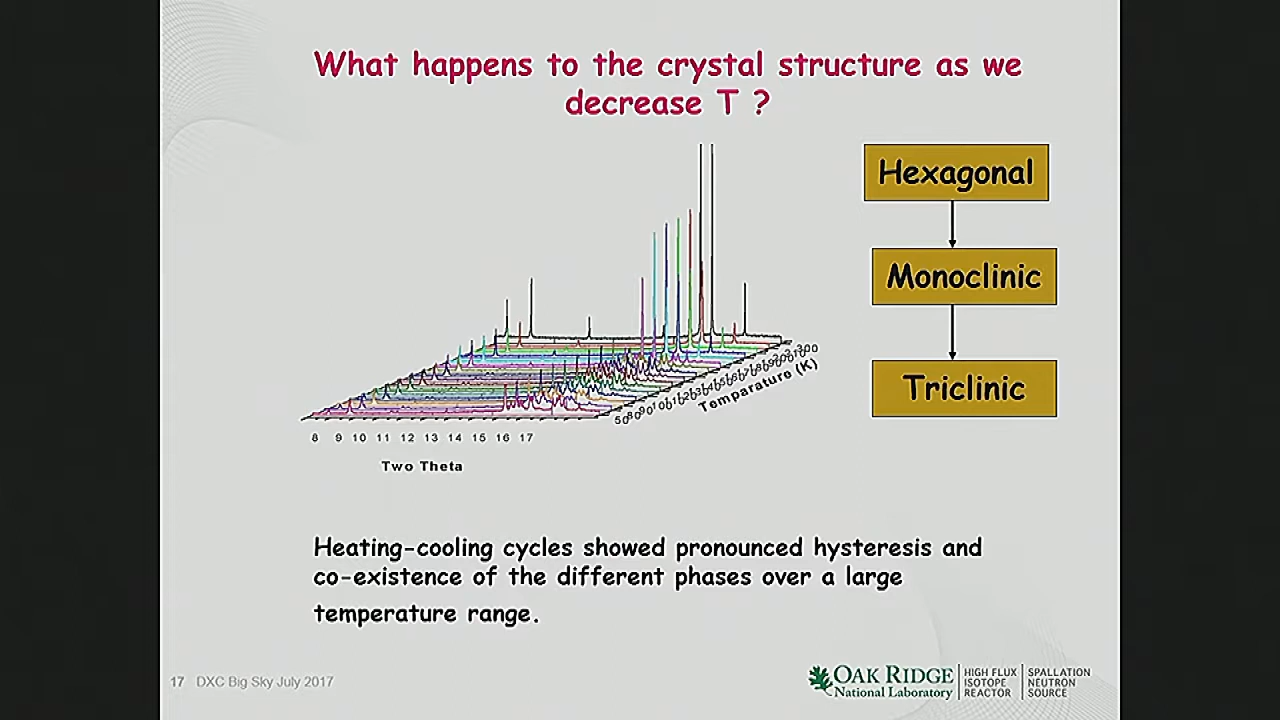 What happens to the crystal structure as we
decrease T ?
Hexagonal
Monoclinic
Triclinic
Temparature (K)
8 9 10 11 12 13 14 15 16 17
Two Theta
Heating-cooling cycles showed pronounced hysteresis and
co-existence of the different phases over a large
temperature range.
17 DXC Big Sky July 2017
OAK RIDGE
National Laboratory
HIGH FLUX
ISOTOPE
REACTOR
SPALLATION
NEUTRON
SOURCE